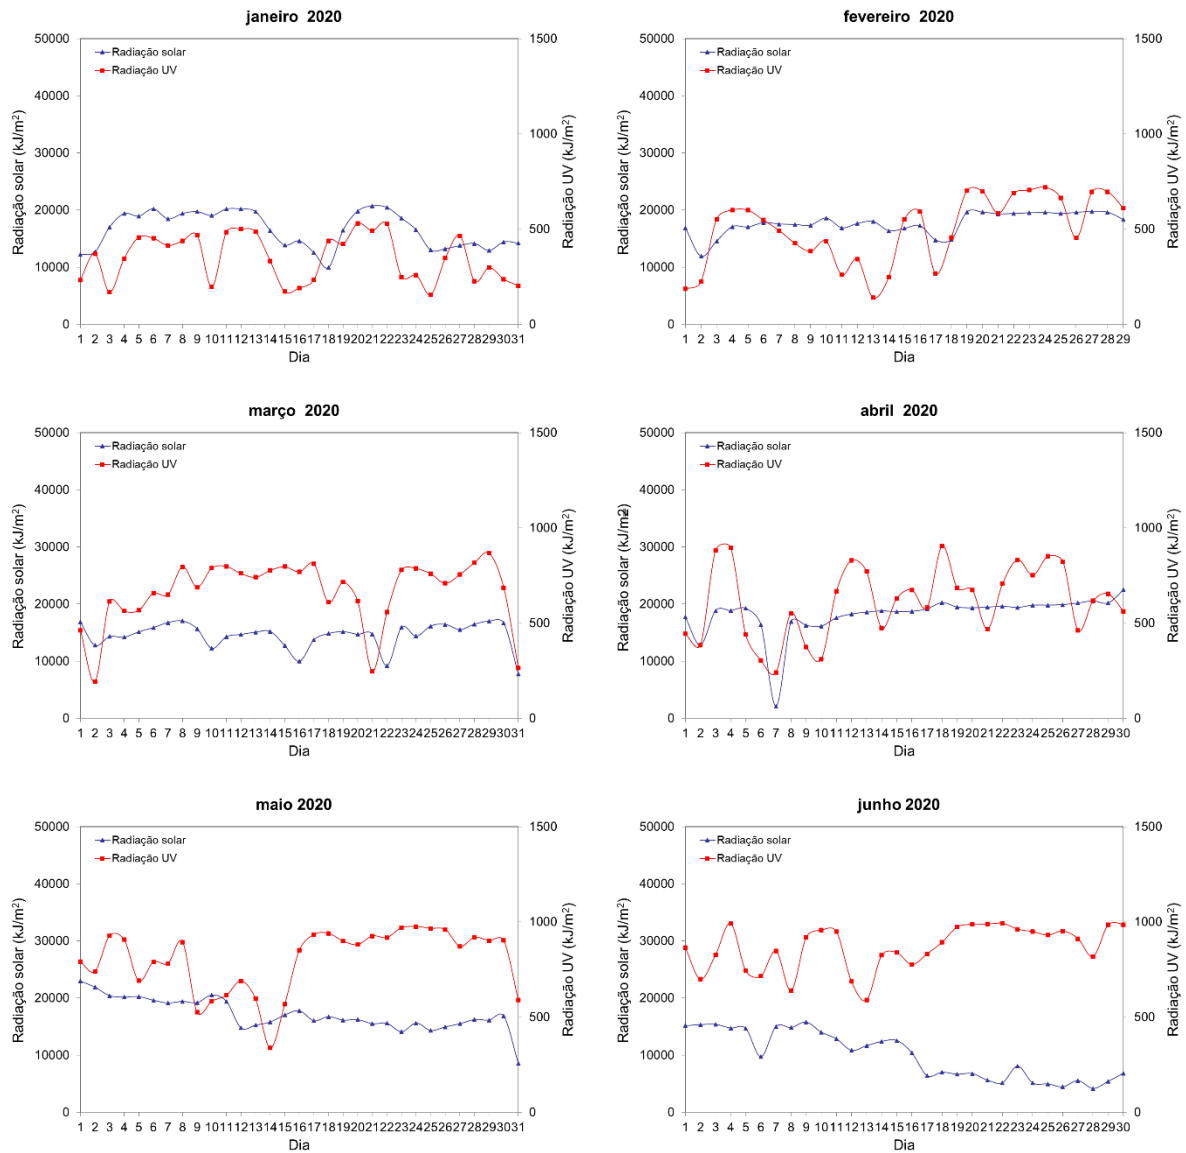 janeiro  2020
50000
40000
30000
20000
10000
0
Radiação solar (kJ/m²)
Radiação solar
Radiação UV
1500
1000
500
0
Radiação UV (kJ/m²)
1 2 3 4 5 6 7 8 9 10 11 12 13 14 15 16 17 18 19 20 21 22 23 24 25 26 27 28 29 30 31
Dia
fevereiro  2020
50000
40000
30000
20000
10000
0
Radiação solar (kJ/m²)
Radiação solar
Radiação UV
1500
1000
500
0
Radiação UV (kJ/m²)
1 2 3 4 5 6 7 8 9 10 11 12 13 14 15 16 17 18 19 20 21 22 23 24 25 26 27 28 29
Dia
março  2020
50000
40000
30000
20000
10000
0
Radiação solar (kJ/m²)
Radiação solar
Radiação UV
1500
1000
500
0
Radiação UV (kJ/m²)
1 2 3 4 5 6 7 8 9 10 11 12 13 14 15 16 17 18 19 20 21 22 23 24 25 26 27 28 29 30 31
Dia
abril  2020
50000
40000
30000
20000
10000
0
Radiação solar (kJ/m2)
Radiação solar
Radiação UV
1500
1000
500
0
Radiação UV (kJ/m²)
1 2 3 4 5 6 7 8 9 10 11 12 13 14 15 16 17 18 19 20 21 22 23 24 25 26 27 28 29 30
Dia
maio 2020
50000
40000
30000
20000
10000
0
Radiação solar (kJ/m²)
Radiação solar
Radiação UV
1500
1000
500
0
Radiação UV (kJ/m²)
1 2 3 4 5 6 7 8 9 10 11 12 13 14 15 16 17 18 19 20 21 22 23 24 25 26 27 28 29 30 31
Dia
junho 2020
50000
40000
30000
20000
10000
0
Radiação solar (kJ/m²)
Radiação solar
Radiação UV
1500
1000
500
0
Radiação UV (kJ/m²)
1 2 3 4 5 6 7 8 9 10 11 12 13 14 15 16 17 18 19 20 21 22 23 24 25 26 27 28 29 30
Dia